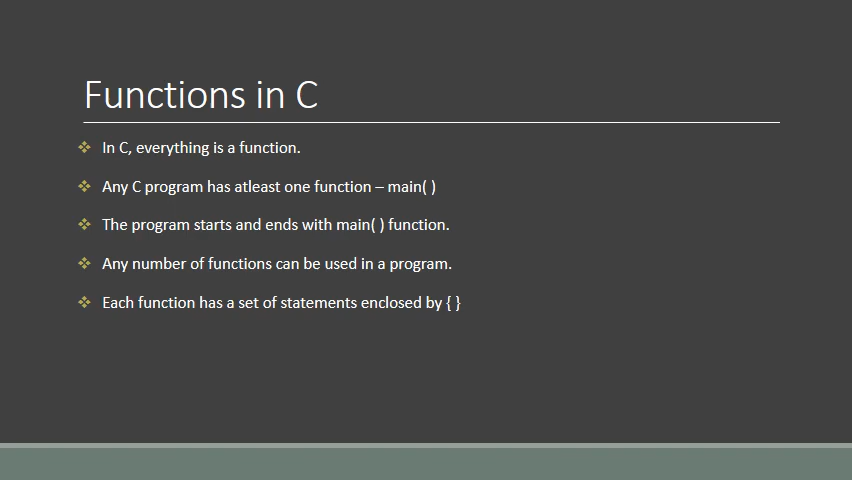 Functions in C
❖ In C, everything is a function.
❖ Any C program has atleast one function – main( )
❖ The program starts and ends with main( ) function.
❖ Any number of functions can be used in a program.
❖ Each function has a set of statements enclosed by { }